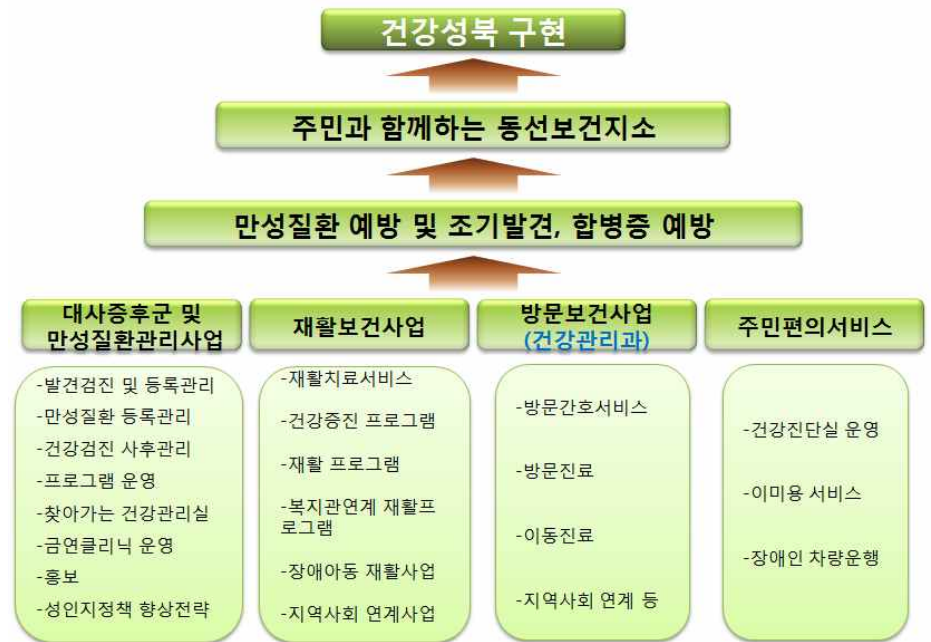 건강성북 구현
주민과 함께하는 동선보건지소
만성질환 예방 및 조기발견, 합병증 예방
대사증후군 및
만성질환관리사업
-발견검진 및 등록관리
-만성질환 등록관리
-건강검진 사후관리
-프로그램 운영
-찾아가는 건강관리실
-금연클리닉 운영
-홍보
-성인지정책 향상전략
재활보건사업
-재활치료서비스
-건강증진 프로그램
-재활 프로그램
-복지관연계 재활프
로그램
-장애아동 재활사업
-지역사회 연계사업
방문보건사업
(건강관리과)
-방문간호서비스
-방문진료
-이동진료
-지역사회 연계 등
주민편의서비스
-건강진단실 운영
-이미용 서비스
-장애인 차량운행